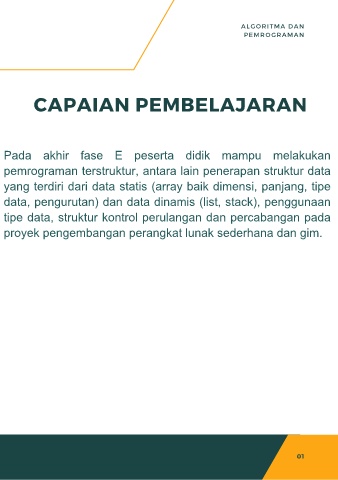 ALGORITMA DAN
PEMROGRAMAN
CAPAIAN PEMBELAJARAN
Pada akhir fase E peserta didik mampu melakukan
pemrograman terstruktur, antara lain penerapan struktur data
yang terdiri dari data statis (array baik dimensi, panjang, tipe
data, pengurutan) dan data dinamis (list, stack), penggunaan
tipe data, struktur kontrol perulangan dan percabangan pada
proyek pengembangan perangkat lunak sederhana dan gim.
01